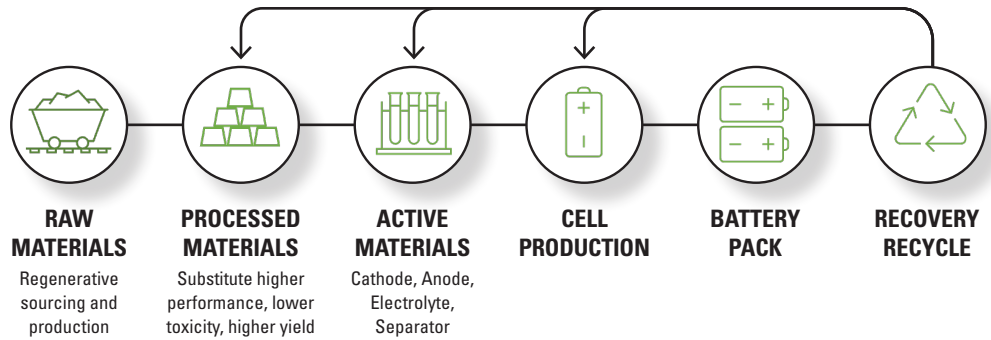 RAW
MATERIALS
Regenerative
sourcing and
production
PROCESSED
MATERIALS
Substitute higher
performance, lower
toxicity, higher yield
ACTIVE
MATERIALS
Cathode, Anode,
Electrolyte,
Separator
CELL
PRODUCTION
BATTERY
PACK
RECOVERY
RECYCLE